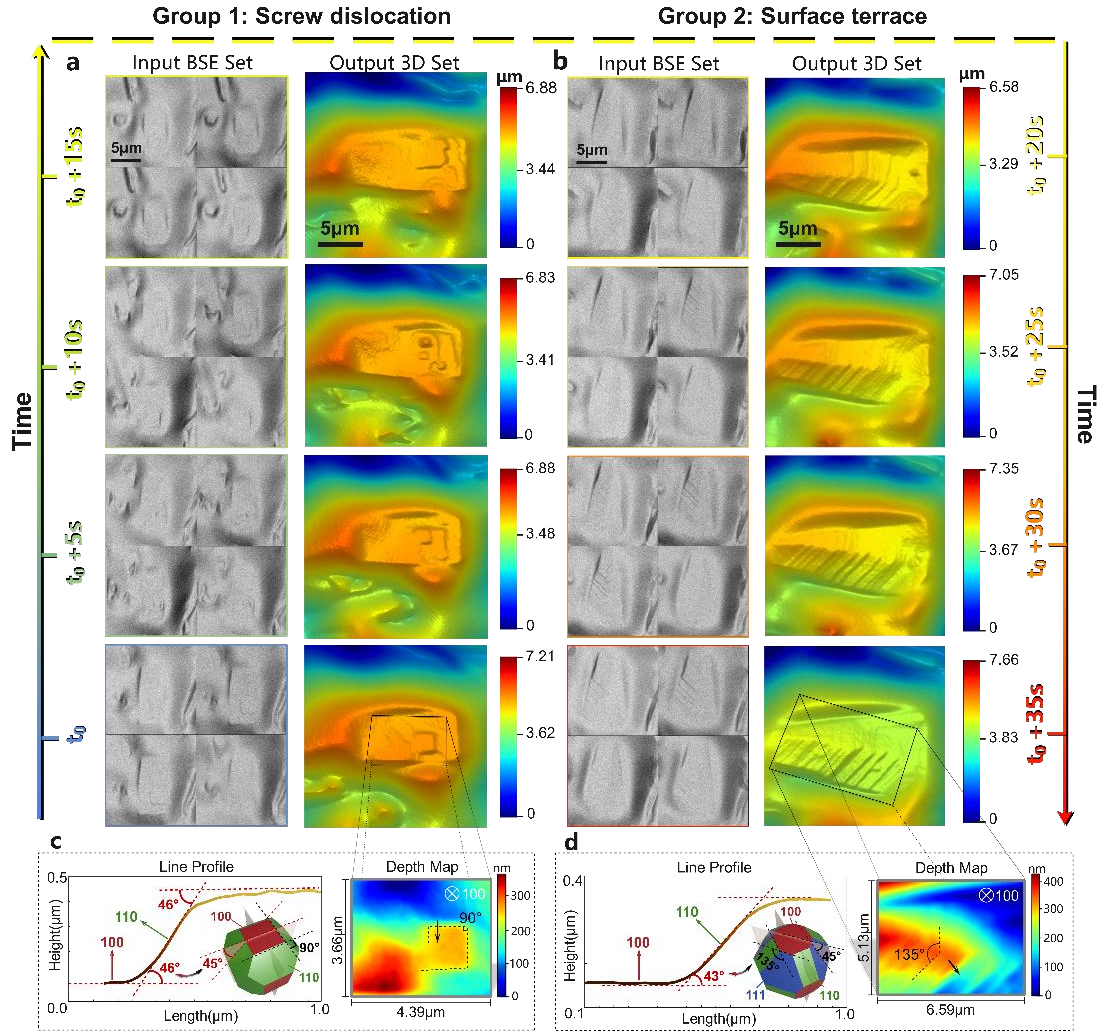 Group 1: Screw dislocation
Group 2: Surface terrace
a
Input BSE Set
Output 3D Set
μm
b
Input BSE Set
Output 3D Set
μm
Time
t0+15s
5μm
5μm
6.88
3.44
0
5μm
5μm
6.58
3.29
0
t0+20s
t0+10s
6.83
3.41
0
7.05
3.52
0
t0+25s
Time
t0+5s
6.88
3.48
0
7.35
3.67
0
t0+30s
t0
7.21
3.62
0
7.66
3.83
0
t0+35s
c
Line Profile
Depth Map
nm
0.5
Height(μm)
0.0
Length(μm)
1.0
46°
110
100
46°
100
90°
45°
110
3.66μm
100
90°
4.39μm
300
200
100
0
d
Line Profile
Depth Map
nm
0.4
Height(μm)
0.1
Length(μm)
1.0
110
100
43°
100
135°
45°
111
110
5.13μm
100
135°
6.59μm
400
300
200
100
0